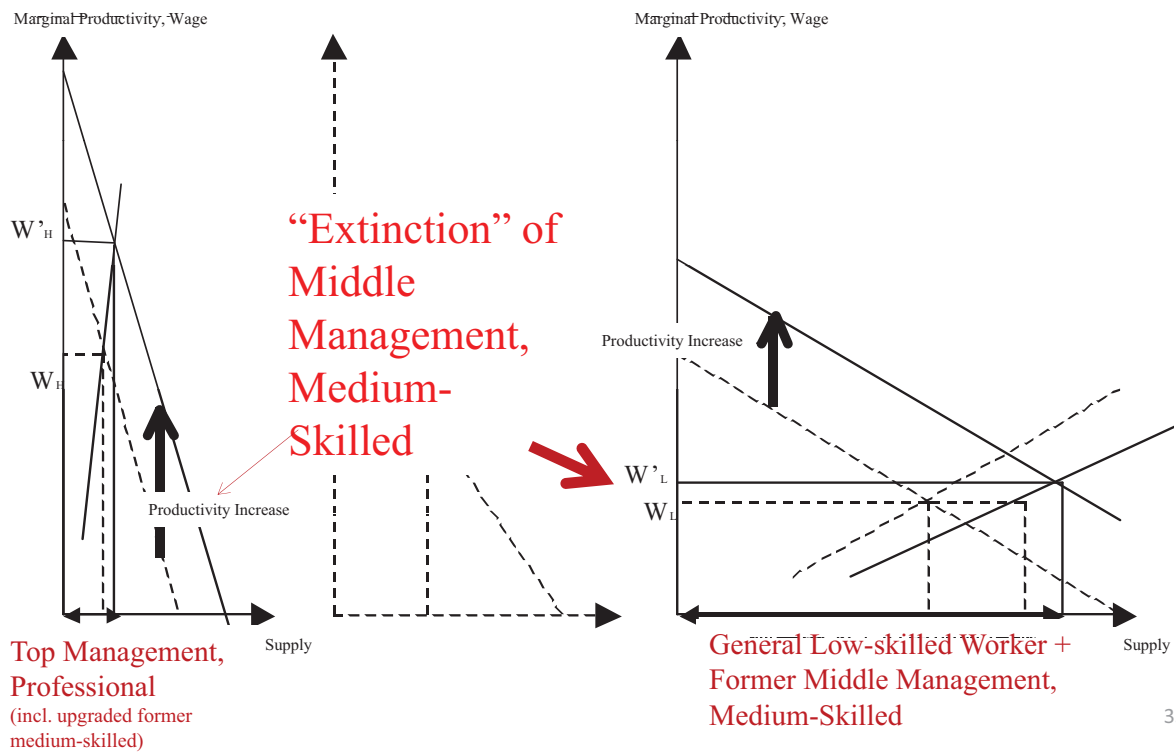 Marginal Productivity, Wage
Marginal Productivity, Wage
W’H
“Extinction” of
Middle
Management,
Medium-
Skilled
Productivity Increase
WH
W’L
WL
Productivity Increase
Supply
Supply
Top Management,
Professional
(incl. upgraded former
medium-skilled)
General Low-skilled Worker +
Former Middle Management,
Medium-Skilled
3